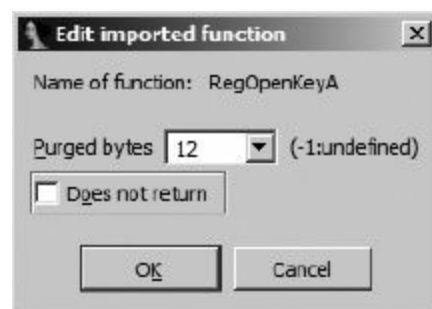 Edit imported function
Name of function: RegOpenKeyA
Purged bytes 12 (-1:undefined)
Does not return
OK Cancel